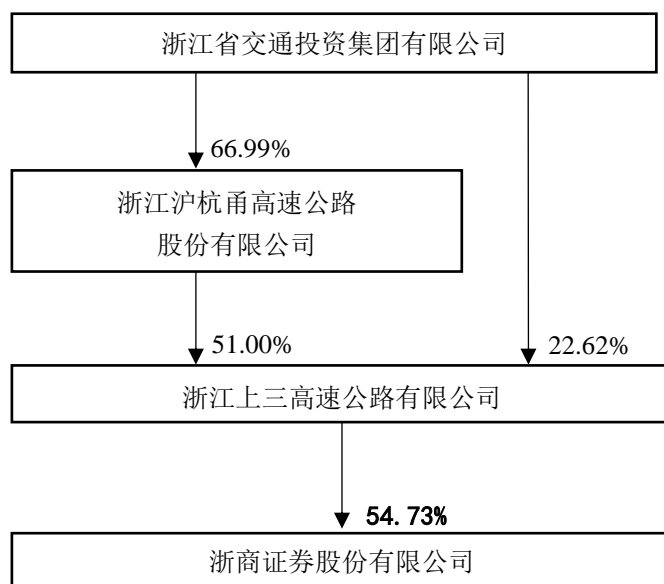 浙江省交通投资集团有限公司
66.99%
浙江沪杭甬高速公路
股份有限公司
51.00%
22.62%
浙江上三高速公路有限公司
54.73%
浙商证券股份有限公司